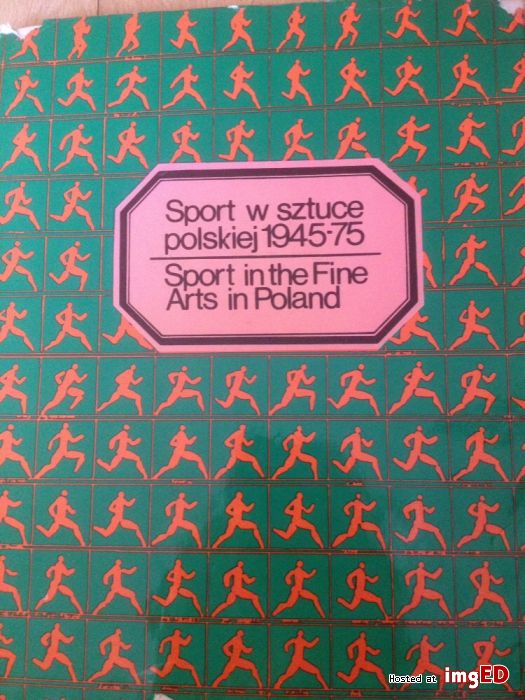 Sport w sztuce
polskiej 1945-75
Sport in the Fine
Arts in Poland
Hosted at imgED